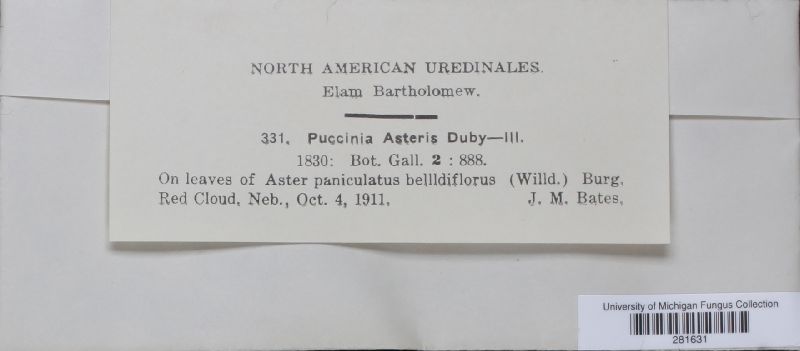 NORTH AMERICAN UREDINALES.
Elam Bartholomew.
331. Puccinia Asteris Duby—III.
1830: Bot. Gall. 2 : 888.
On leaves of Aster paniculatus bellldiflorus (Willd.) Burg.
Red Cloud, Neb., Oct. 4, 1911. J. M. Bates.
University of Michigan Fungus Collection
281631